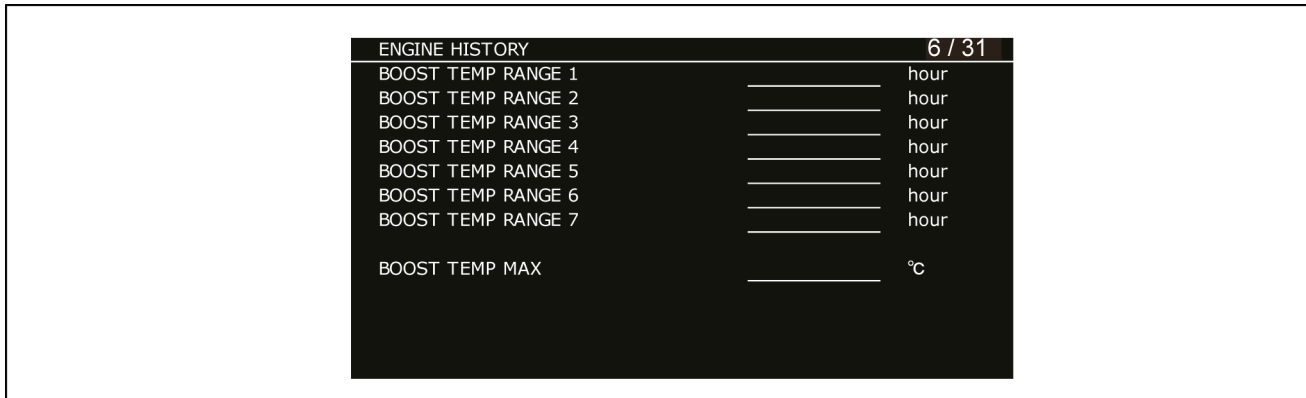 ENGINE HISTORY 6 / 31
BOOST TEMP RANGE 1 hour
BOOST TEMP RANGE 2 hour
BOOST TEMP RANGE 3 hour
BOOST TEMP RANGE 4 hour
BOOST TEMP RANGE 5 hour
BOOST TEMP RANGE 6 hour
BOOST TEMP RANGE 7 hour
BOOST TEMP MAX ℃